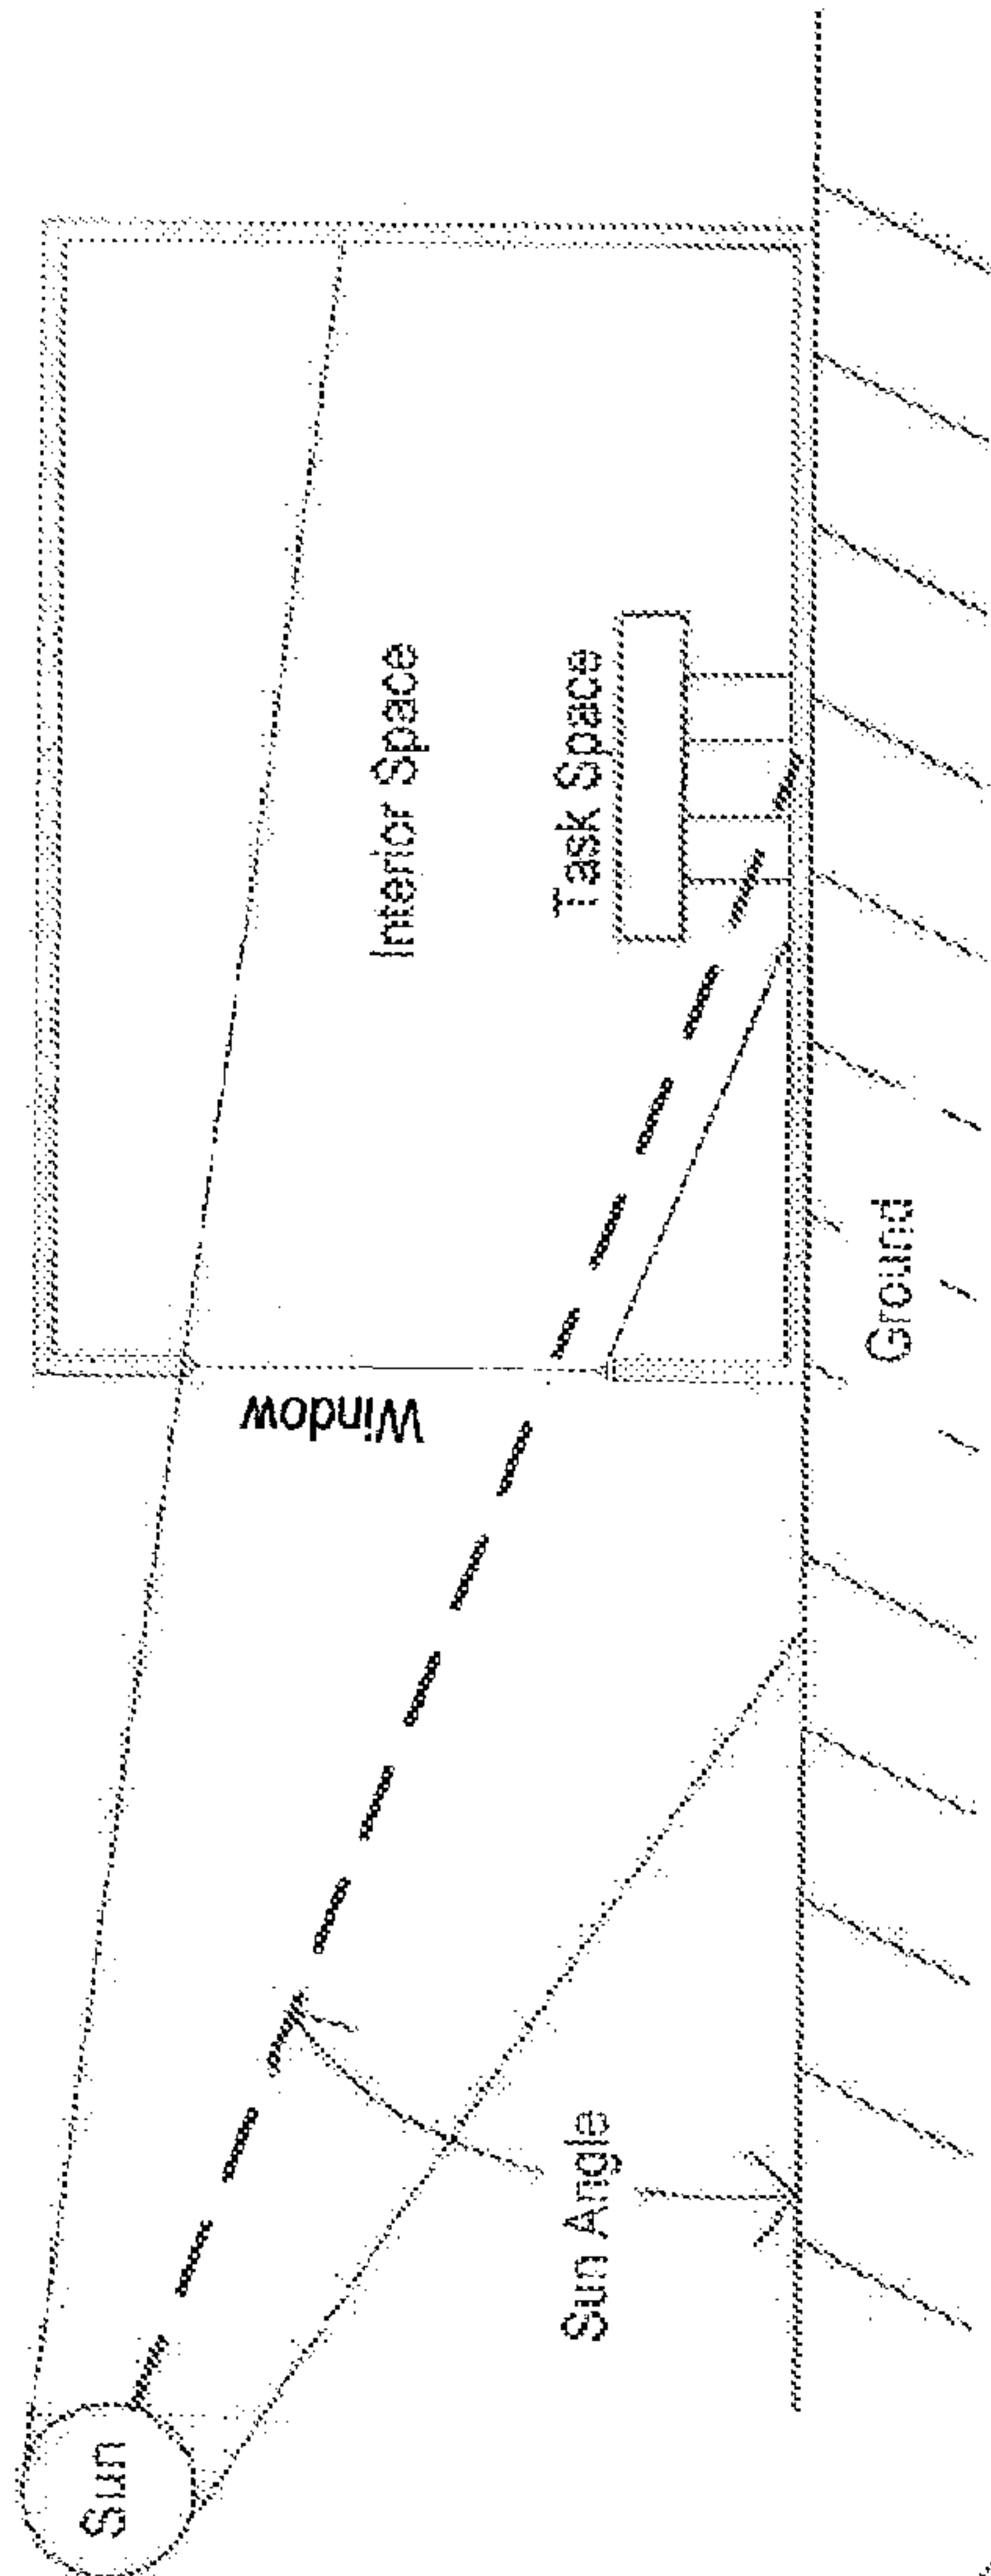 Sun
Sun Angle
Window
Interior Space
Task Space
Ground